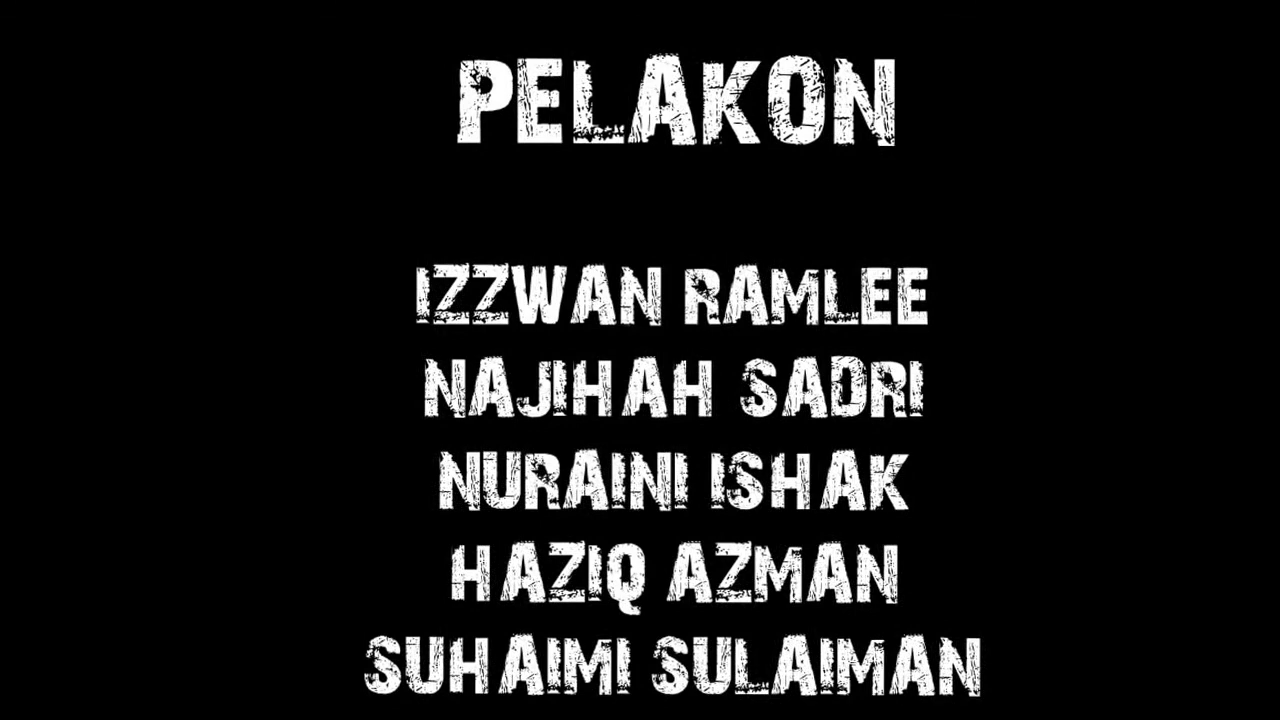 PELAKON
IZZWAN RAMLEE
NAJIHAH SADRI
NURAINI ISHAK
HAZIQ AZMAN
SUHAIMI SULAIMAN